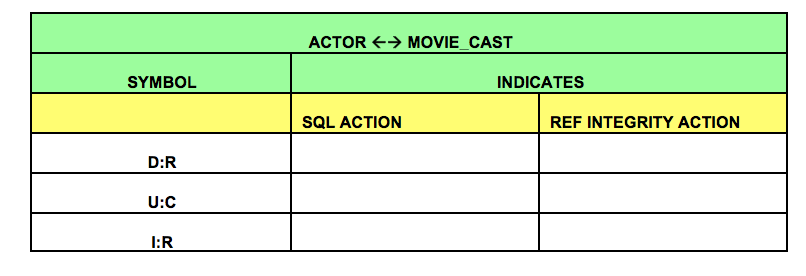 ACTOR ←→ MOVIE_CAST
SYMBOL INDICATES
SQL ACTION REF INTEGRITY ACTION
D:R
U:C
I:R